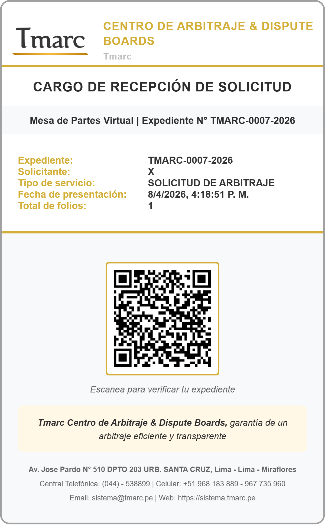 Tmarc
CENTRO DE ARBITRAJE & DISPUTE
BOARDS
Tmarc
CARGO DE RECEPCIÓN DE SOLICITUD
Mesa de Partes Virtual | Expediente N° TMARC-0007-2026
Expediente: TMARC-0007-2026
Solicitante: X
Tipo de servicio: SOLICITUD DE ARBITRAJE
Fecha de presentación: 8/4/2026, 4:18:51 P. M.
Total de folios: 1
Escanea para verificar tu expediente
Tmarc Centro de Arbitraje & Dispute Boards, garantía de un
arbitraje eficiente y transparente
Av. Jose Pardo N° 510 DPTO 203 URB. SANTA CRUZ, Lima - Lima - Miraflores
Central Telefónica: (044) - 538899 | Celular: +51 968 183 889 - 967 735 960
Email: sistema@tmarc.pe | Web: https://sistema.tmarc.pe